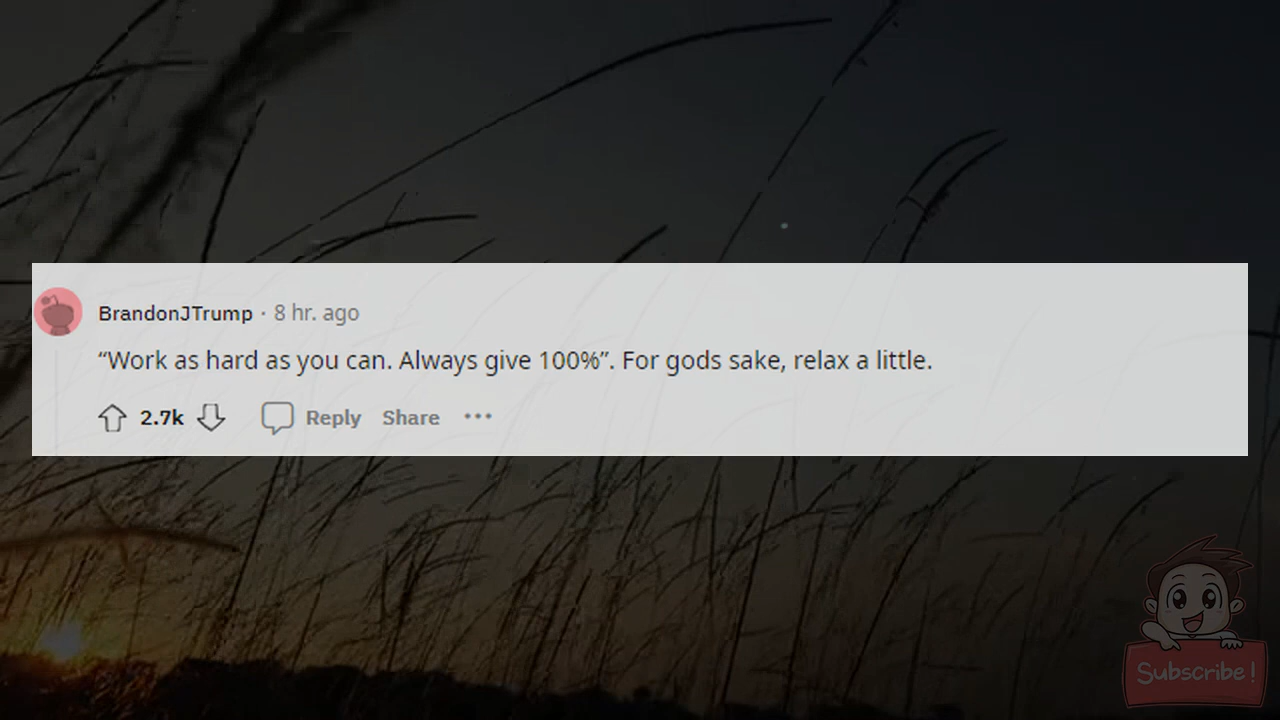 BrandonJTrump · 8 hr. ago
“Work as hard as you can. Always give 100%”. For gods sake, relax a little.
2.7k Reply Share ···
Subscribe!